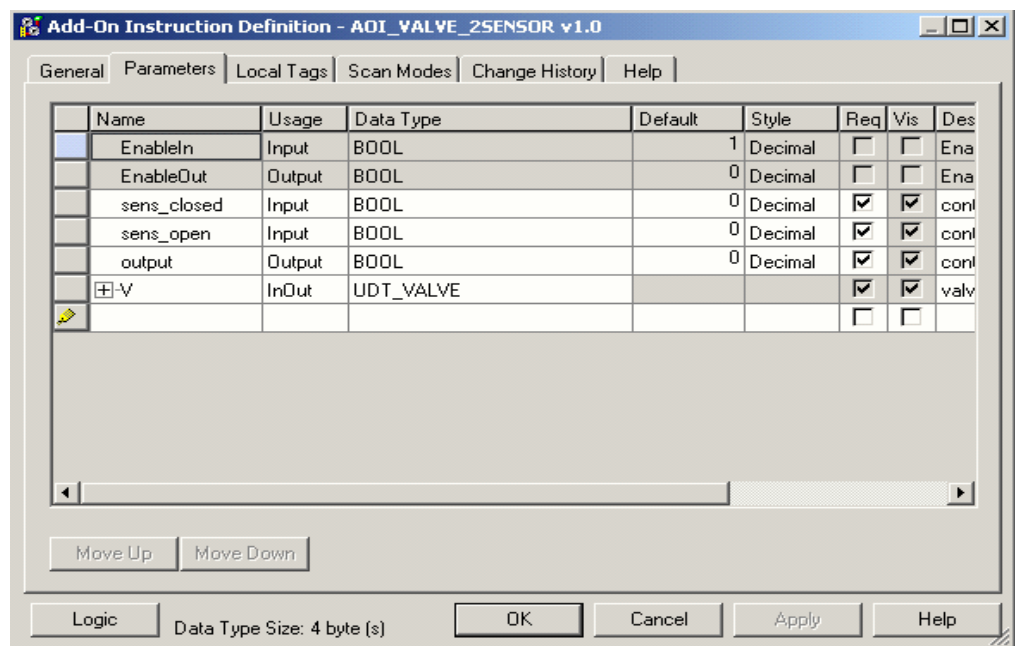 Add-On Instruction Definition - AOI_VALVE_2SENSOR v1.0
General Parameters Local Tags Scan Modes Change History Help
Name Usage Data Type Default Style Req Vis Des
EnableIn Input BOOL 1 Decimal Ena
EnableOut Output BOOL 0 Decimal Ena
sens_closed Input BOOL 0 Decimal cont
sens_open Input BOOL 0 Decimal cont
output Output BOOL 0 Decimal cont
V InOut UDT_VALVE valv
Move Up Move Down
Logic Data Type Size: 4 byte (s) OK Cancel Apply Help